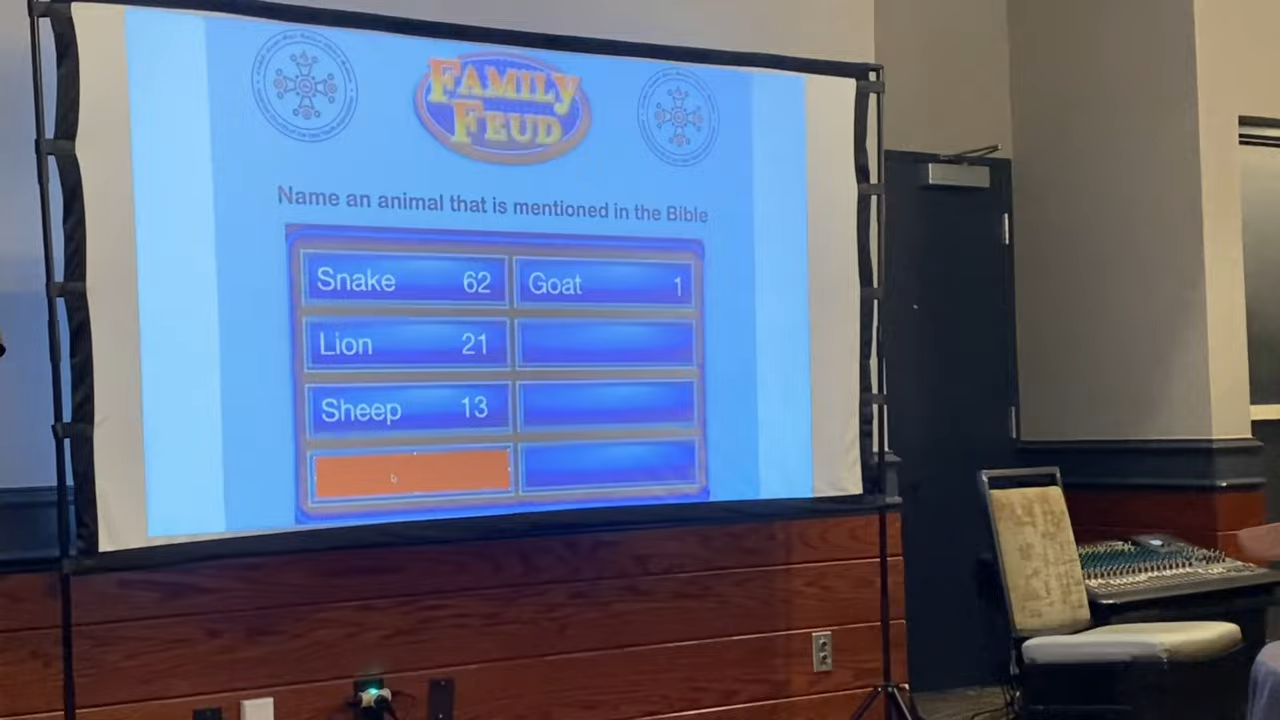 FAMILY
FEUD
Name an animal that is mentioned in the Bible
Snake 62
Goat 1
Lion 21
Sheep 13